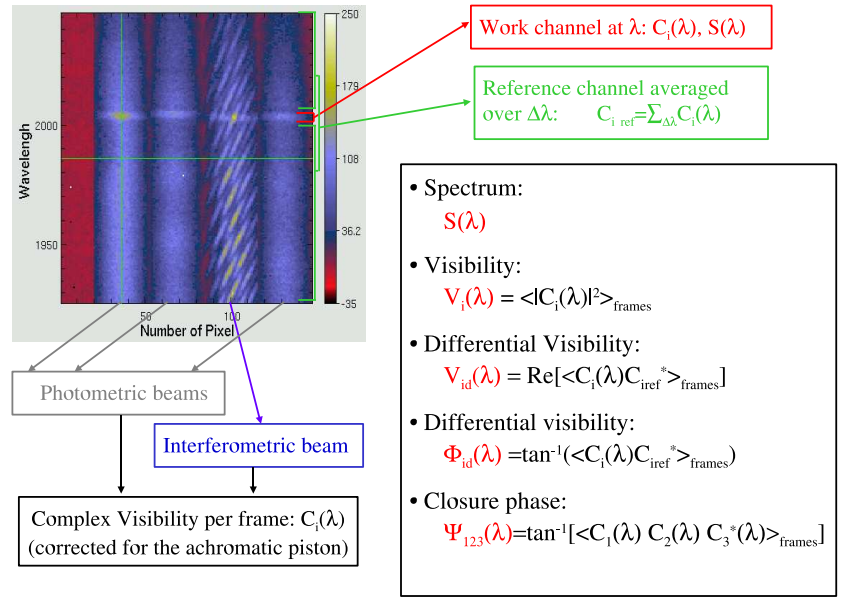 250
179
108
36.2
-35
2000
1950
Wavelengh
50
100
Number of Pixel
Work channel at λ: Cᵢ(λ), S(λ)
Reference channel averaged
over Δλ: Cᵢ ref=∑Δλ Cᵢ(λ)
Photometric beams
Interferometric beam
Complex Visibility per frame: Cᵢ(λ)
(corrected for the achromatic piston)
• Spectrum:
S(λ)
• Visibility:
Vᵢ(λ) = <|Cᵢ(λ)|²>frames
• Differential Visibility:
Vid(λ) = Re[<Cᵢ(λ)Ciref*>frames]
• Differential visibility:
Φid(λ) =tan⁻¹(<Cᵢ(λ)Ciref*>frames)
• Closure phase:
Ψ₁₂₃(λ)=tan⁻¹[<C₁(λ) C₂(λ) C₃*(λ)>frames]